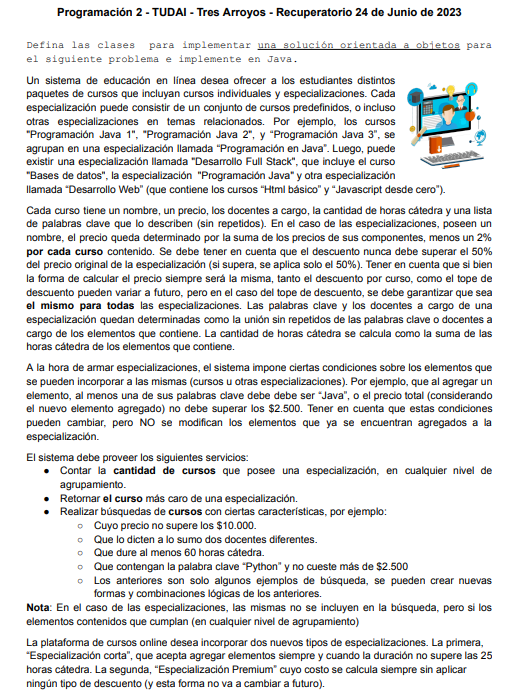 Programación 2 - TUDAI - Tres Arroyos - Recuperatorio 24 de Junio de 2023
Defina las clases para implementar una solución orientada a objetos para
el siguiente problema e implemente en Java.
Un sistema de educación en línea desea ofrecer a los estudiantes distintos
paquetes de cursos que incluyan cursos individuales y especializaciones. Cada
especialización puede consistir de un conjunto de cursos predefinidos, o incluso
otras especializaciones en temas relacionados. Por ejemplo, los cursos
"Programación Java 1", "Programación Java 2", y “Programación Java 3”, se
agrupan en una especialización llamada “Programación en Java”. Luego, puede
existir una especialización llamada "Desarrollo Full Stack", que incluye el curso
"Bases de datos", la especialización "Programación Java" y otra especialización
llamada “Desarrollo Web” (que contiene los cursos “Html básico” y “Javascript desde cero”).
Cada curso tiene un nombre, un precio, los docentes a cargo, la cantidad de horas cátedra y una lista
de palabras clave que lo describen (sin repetidos). En el caso de las especializaciones, poseen un
nombre, el precio queda determinado por la suma de los precios de sus componentes, menos un 2%
por cada curso contenido. Se debe tener en cuenta que el descuento nunca debe superar el 50%
del precio original de la especialización (si supera, se aplica solo el 50%). Tener en cuenta que si bien
la forma de calcular el precio siempre será la misma, tanto el descuento por curso, como el tope de
descuento pueden variar a futuro, pero en el caso del tope de descuento, se debe garantizar que sea
el mismo para todas las especializaciones. Las palabras clave y los docentes a cargo de una
especialización quedan determinadas como la unión sin repetidos de las palabras clave o docentes a
cargo de los elementos que contiene. La cantidad de horas cátedra se calcula como la suma de las
horas cátedra de los elementos que contiene.
A la hora de armar especializaciones, el sistema impone ciertas condiciones sobre los elementos que
se pueden incorporar a las mismas (cursos u otras especializaciones). Por ejemplo, que al agregar un
elemento, al menos una de sus palabras clave debe debe ser “Java”, o el precio total (considerando
el nuevo elemento agregado) no debe superar los $2.500. Tener en cuenta que estas condiciones
pueden cambiar, pero NO se modifican los elementos que ya se encuentran agregados a la
especialización.
El sistema debe proveer los siguientes servicios:
● Contar la cantidad de cursos que posee una especialización, en cualquier nivel de
agrupamiento.
● Retornar el curso más caro de una especialización.
● Realizar búsquedas de cursos con ciertas características, por ejemplo:
○ Cuyo precio no supere los $10.000.
○ Que lo dicten a lo sumo dos docentes diferentes.
○ Que dure al menos 60 horas cátedra.
○ Que contengan la palabra clave “Python” y no cueste más de $2.500
○ Los anteriores son solo algunos ejemplos de búsqueda, se pueden crear nuevas
formas y combinaciones lógicas de los anteriores.
Nota: En el caso de las especializaciones, las mismas no se incluyen en la búsqueda, pero si los
elementos contenidos que cumplan (en cualquier nivel de agrupamiento)
La plataforma de cursos online desea incorporar dos nuevos tipos de especializaciones. La primera,
“Especialización corta”, que acepta agregar elementos siempre y cuando la duración no supere las 25
horas cátedra. La segunda, “Especialización Premium” cuyo costo se calcula siempre sin aplicar
ningún tipo de descuento (y esta forma no va a cambiar a futuro).